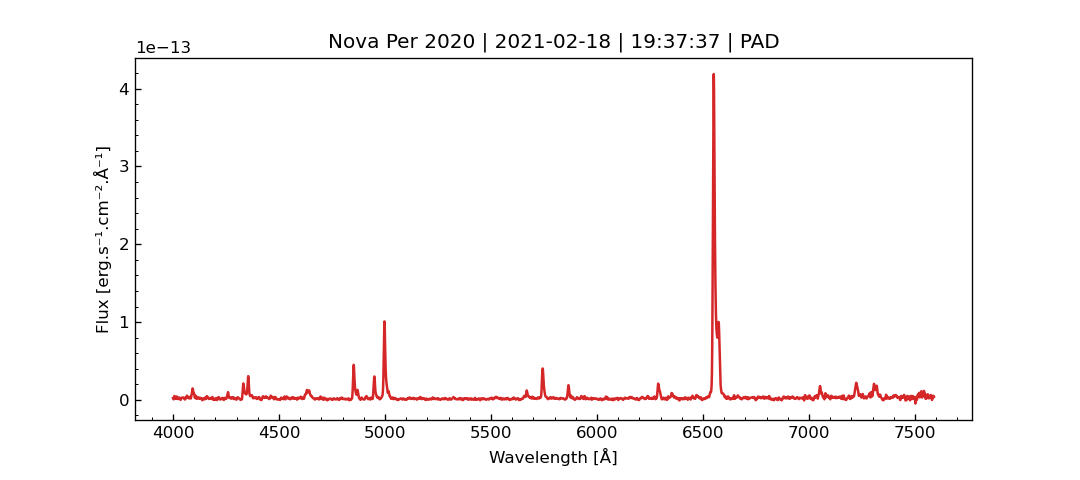 Nova Per 2020 | 2021-02-18 | 19:37:37 | PAD
1e−13
4
3
2
1
0
Flux [erg.s⁻¹.cm⁻².Å⁻¹]
4000 4500 5000 5500 6000 6500 7000 7500
Wavelength [Å]